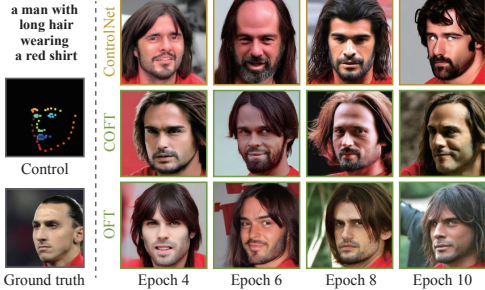 a man with
long hair
wearing
a red shirt
Control
Ground truth
ControlNet
COFT
OFT
Epoch 4
Epoch 6
Epoch 8
Epoch 10